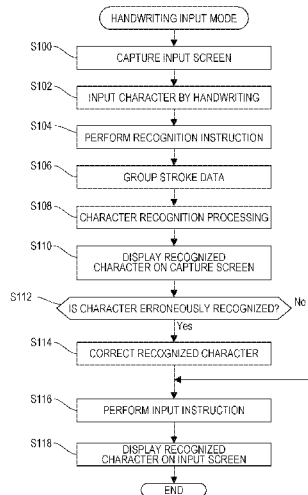 HANDWRITING INPUT MODE
S100
CAPTURE INPUT SCREEN
S102
INPUT CHARACTER BY HANDWRITING
S104
PERFORM RECOGNITION INSTRUCTION
S106
GROUP STROKE DATA
S108
CHARACTER RECOGNITION PROCESSING
S110
DISPLAY RECOGNIZED
CHARACTER ON CAPTURE SCREEN
S112
IS CHARACTER ERRONEOUSLY RECOGNIZED?
No
Yes
S114
CORRECT RECOGNIZED CHARACTER
S116
PERFORM INPUT INSTRUCTION
S118
DISPLAY RECOGNIZED
CHARACTER ON INPUT SCREEN
END